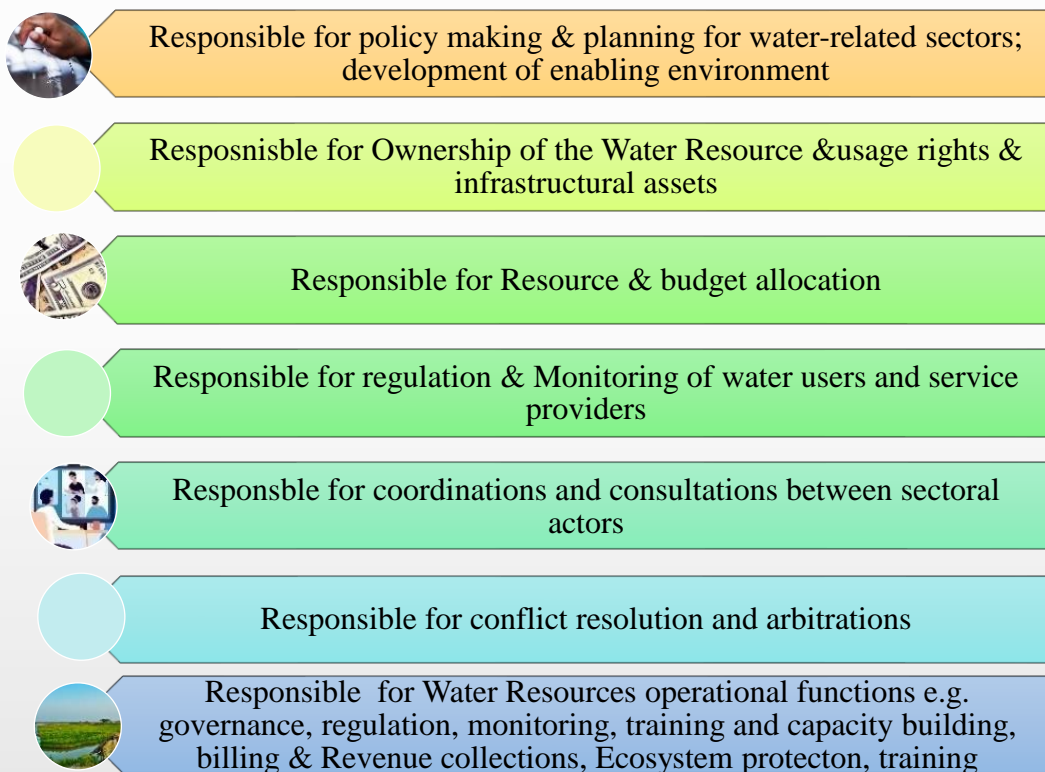 Responsible for policy making & planning for water-related sectors;
development of enabling environment
Resposnisble for Ownership of the Water Resource &usage rights &
infrastructural assets
Responsible for Resource & budget allocation
Responsible for regulation & Monitoring of water users and service
providers
Responsble for coordinations and consultations between sectoral
actors
Responsible for conflict resolution and arbitrations
Responsible for Water Resources operational functions e.g.
governance, regulation, monitoring, training and capacity building,
billing & Revenue collections, Ecosystem protecton, training